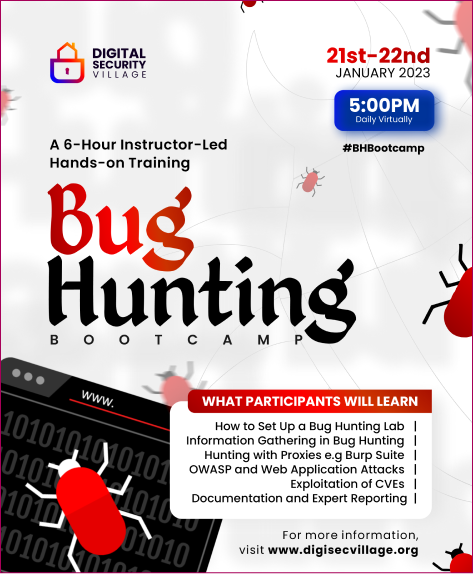 DIGITAL
SECURITY
VILLAGE
21st-22nd
JANUARY 2023
5:00PM
Daily Virtually
#BHBootcamp
A 6-Hour Instructor-Led
Hands-on Training
Bug
Hunting
BOOTCAMP
www.
WHAT PARTICIPANTS WILL LEARN
How to Set Up a Bug Hunting Lab |
Information Gathering in Bug Hunting |
Hunting with Proxies e.g Burp Suite |
OWASP and Web Application Attacks |
Exploitation of CVEs |
Documentation and Expert Reporting |
For more information,
visit www.digisecvillage.org